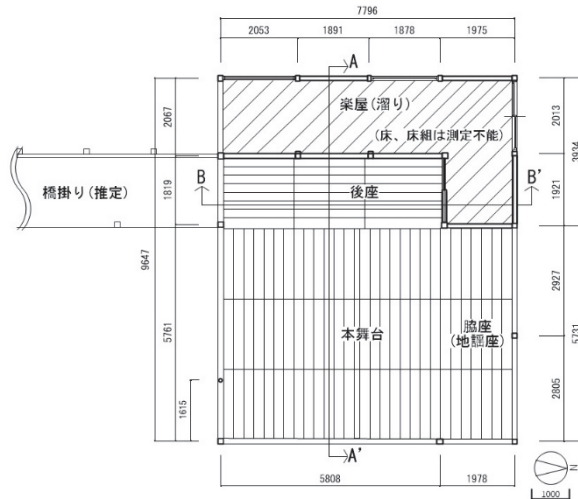 7796
2053
1891
1878
1975
A
楽屋(溜り)
(床、床組は測定不能)
2067
2013
3934
B
B'
橋掛り(推定)
1819
後座
1921
9647
5761
2927
本舞台
脇座
(地謡座)
5731
1615
2805
A'
5808
1978
N
1000